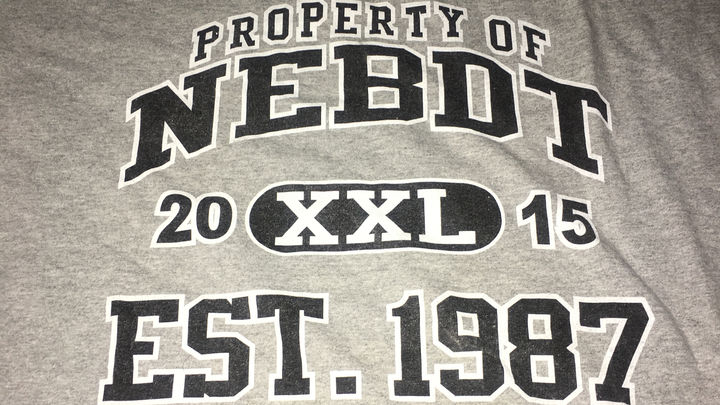 PROPERTY OF
NEBDT
20 XXL 15
EST. 1987